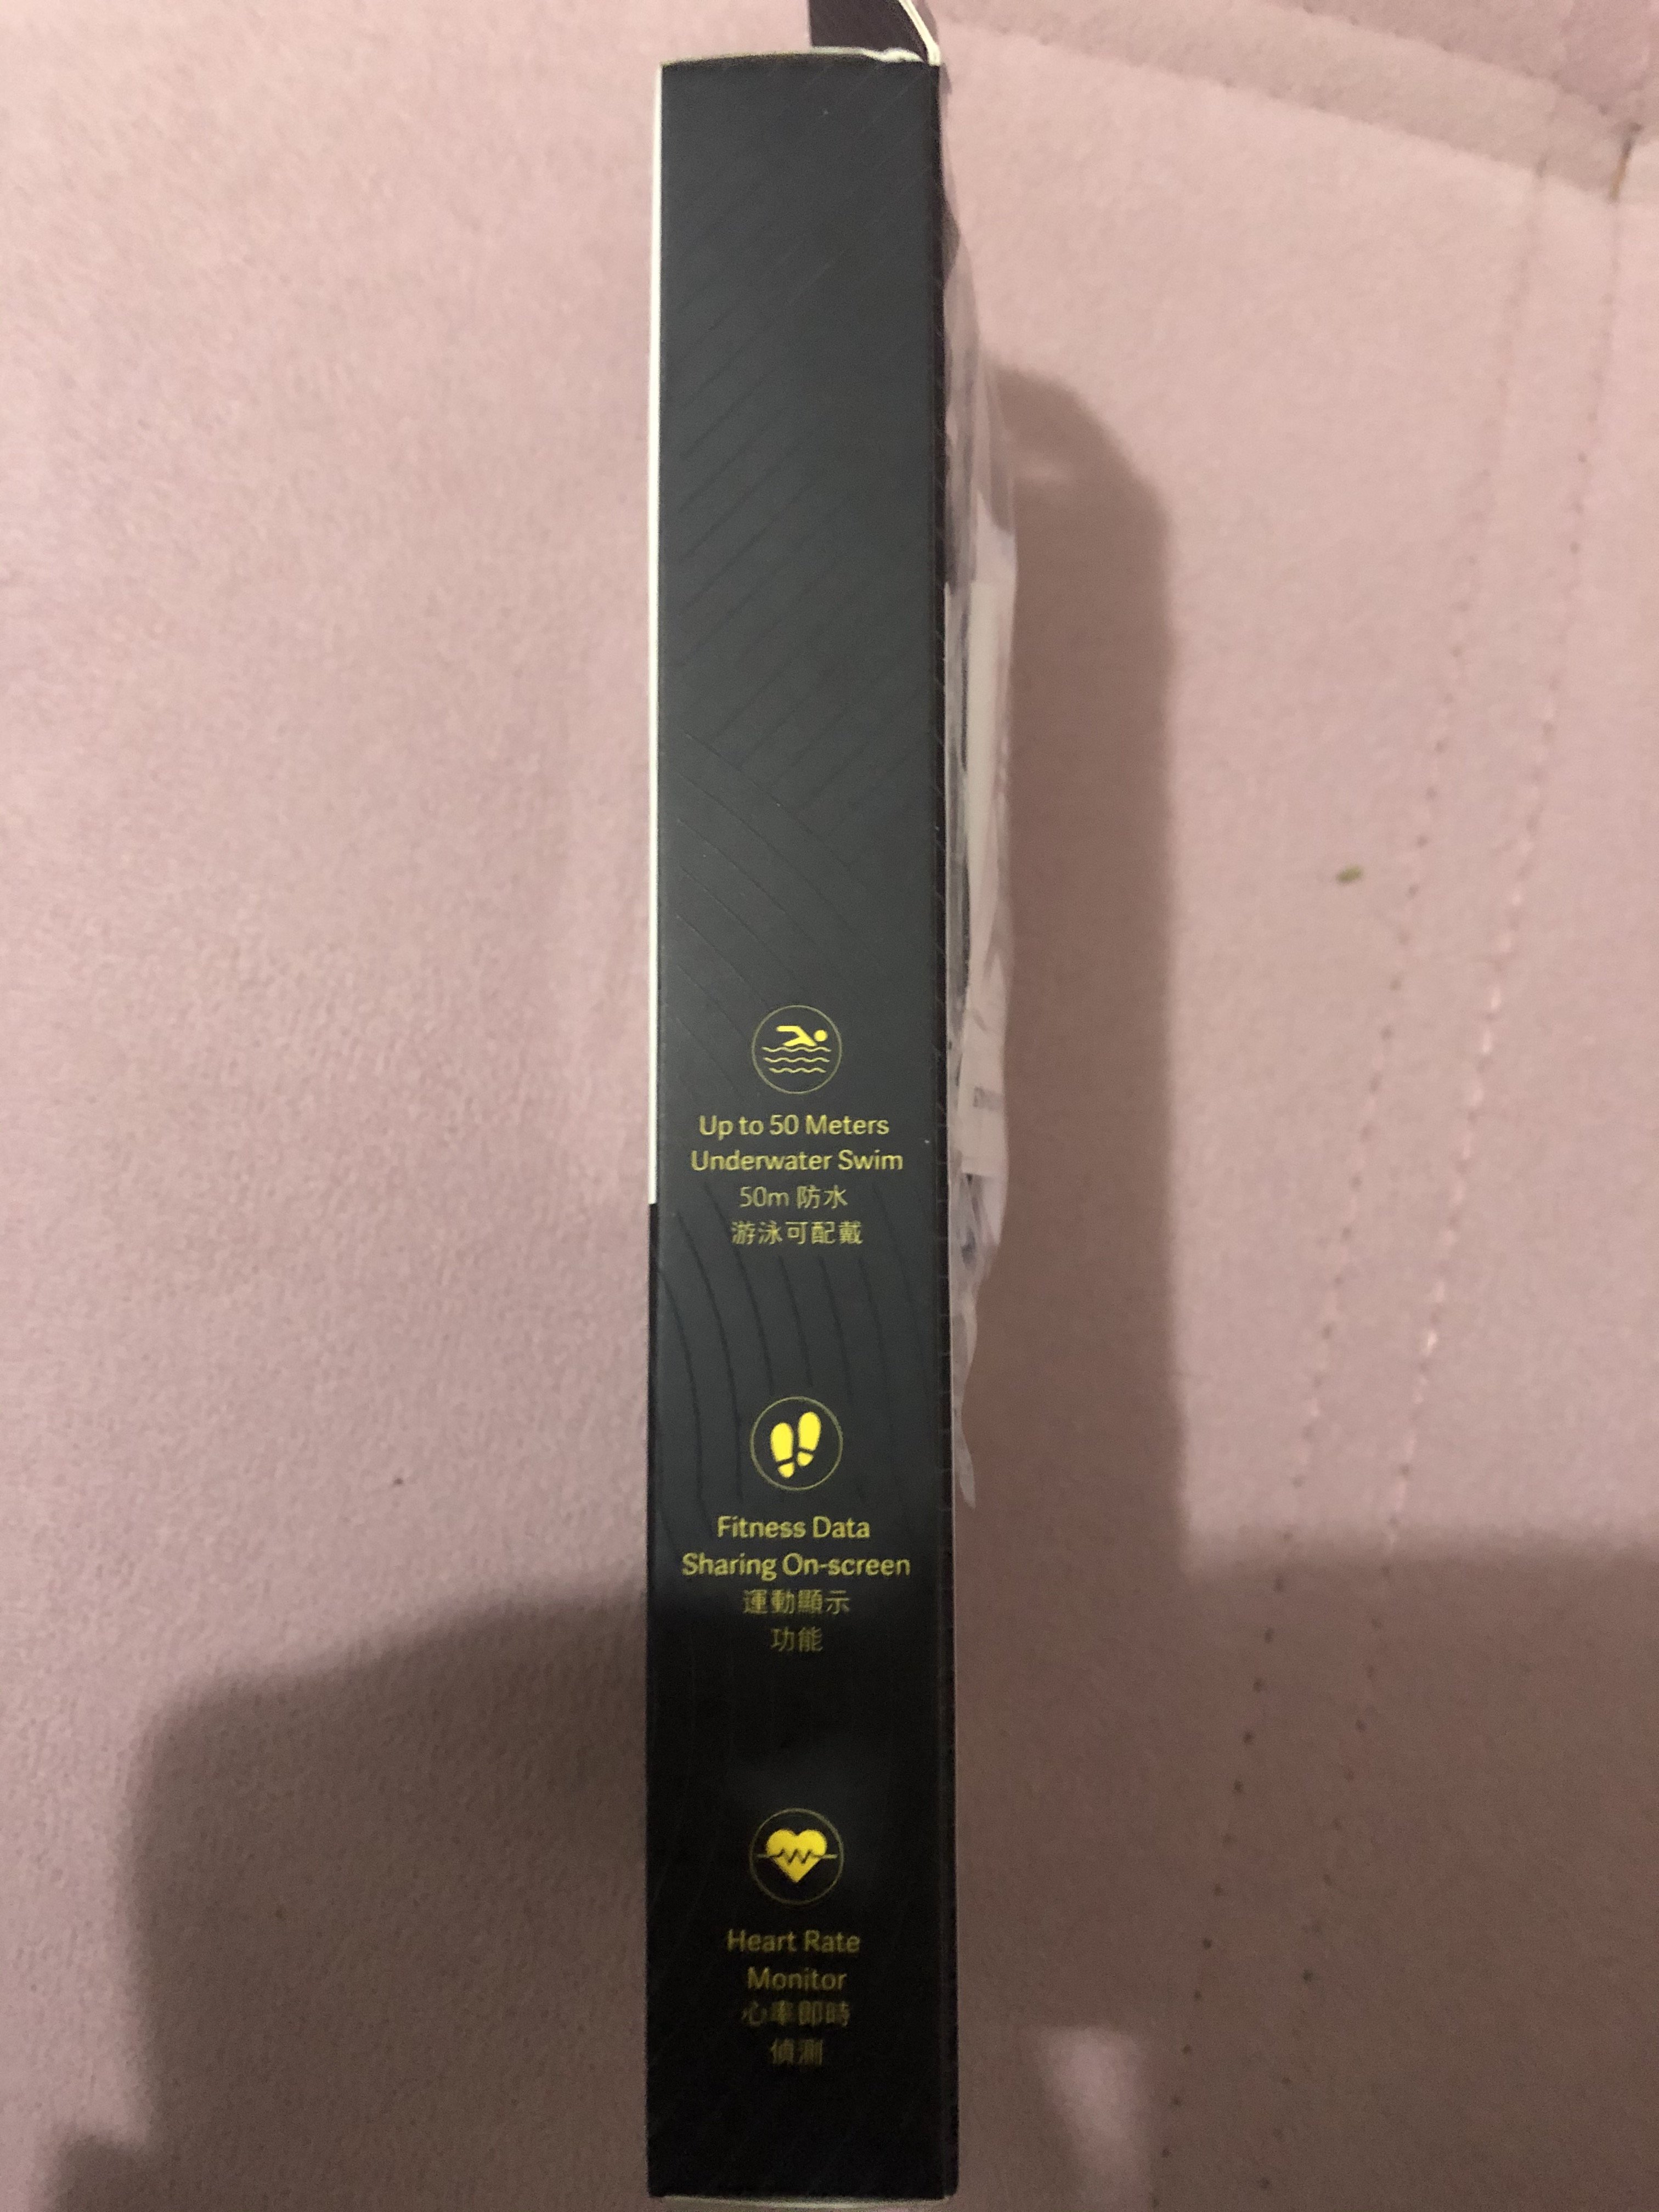 Up to 50 Meters
Underwater Swim
50m 防水
游泳可配戴
Fitness Data
Sharing On-screen
運動顯示
功能
Heart Rate
Monitor
心率即時
偵測